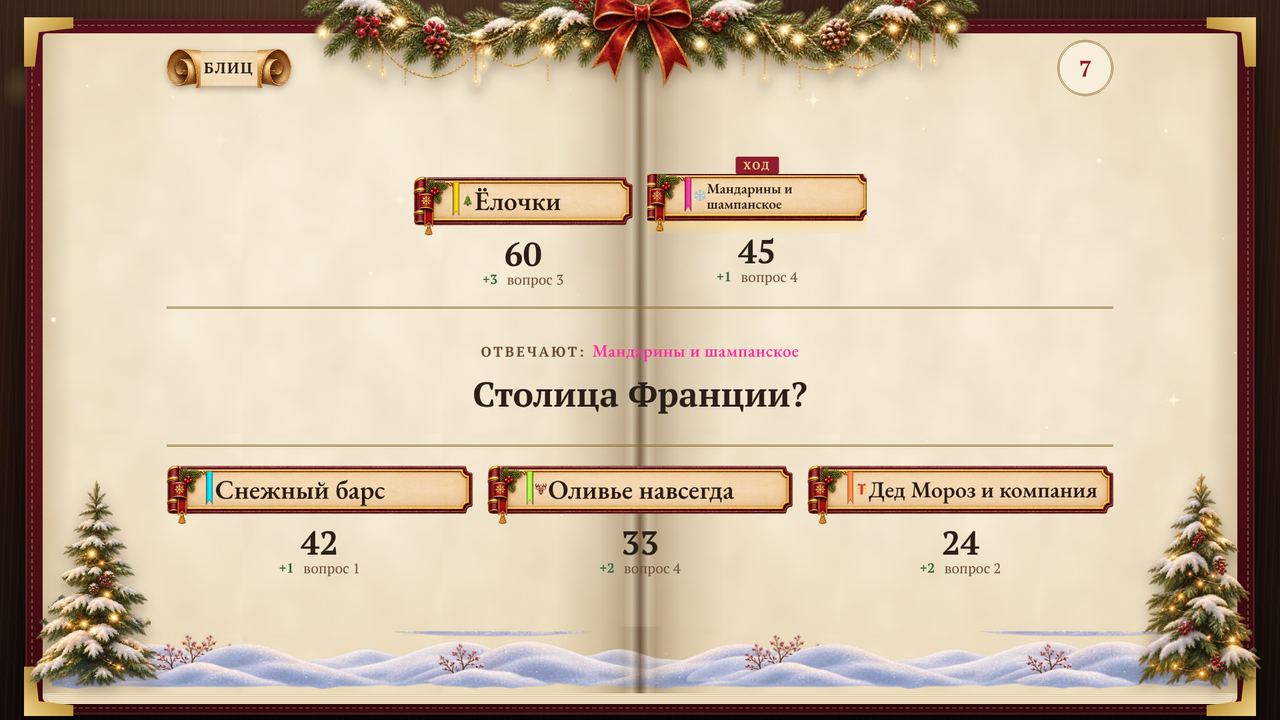 БЛИЦ
7
ХОД
Ёлочки
Мандарины и
шампанское
60
45
+3 вопрос 3
+1 вопрос 4
ОТВЕЧАЮТ: Мандарины и шампанское
Столица Франции?
Снежный барс
Оливье навсегда
Дед Мороз и компания
42
33
24
+1 вопрос 1
+2 вопрос 4
+2 вопрос 2